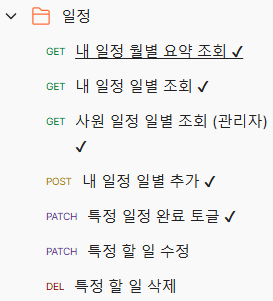 일정
GET 내 일정 월별 요약 조회 ✓
GET 내 일정 일별 조회 ✓
GET 사원 일정 일별 조회 (관리자)
✓
POST 내 일정 일별 추가 ✓
PATCH 특정 일정 완료 토글 ✓
PATCH 특정 할 일 수정
DEL 특정 할 일 삭제